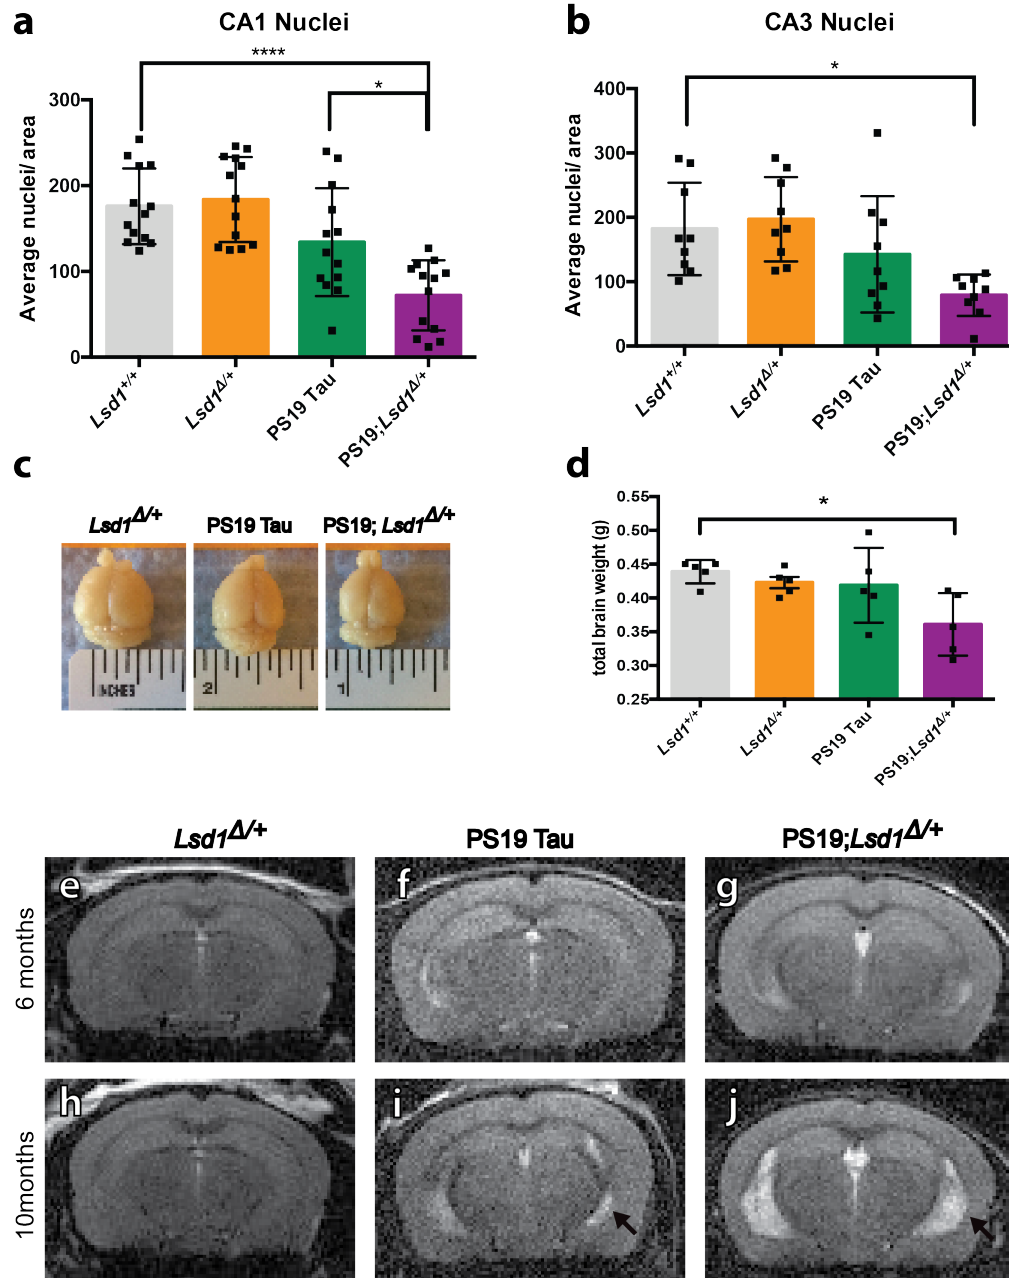 a
CA1 Nuclei
****
*
300
200
100
0
Average nuclei/ area
Lsd1+/+
Lsd1Δ/+
PS19 Tau
PS19;Lsd1Δ/+
b
CA3 Nuclei
*
400
300
200
100
0
Average nuclei/ area
Lsd1+/+
Lsd1Δ/+
PS19 Tau
PS19;Lsd1Δ/+
c
Lsd1Δ/+
PS19 Tau
PS19; Lsd1Δ/+
INCHES
2
1
d
*
0.55
0.50
0.45
0.40
0.35
0.30
0.25
total brain weight (g)
Lsd1+/+
Lsd1Δ/+
PS19 Tau
PS19;Lsd1Δ/+
Lsd1Δ/+
PS19 Tau
PS19;Lsd1Δ/+
6 months
e
f
g
10months
h
i
j